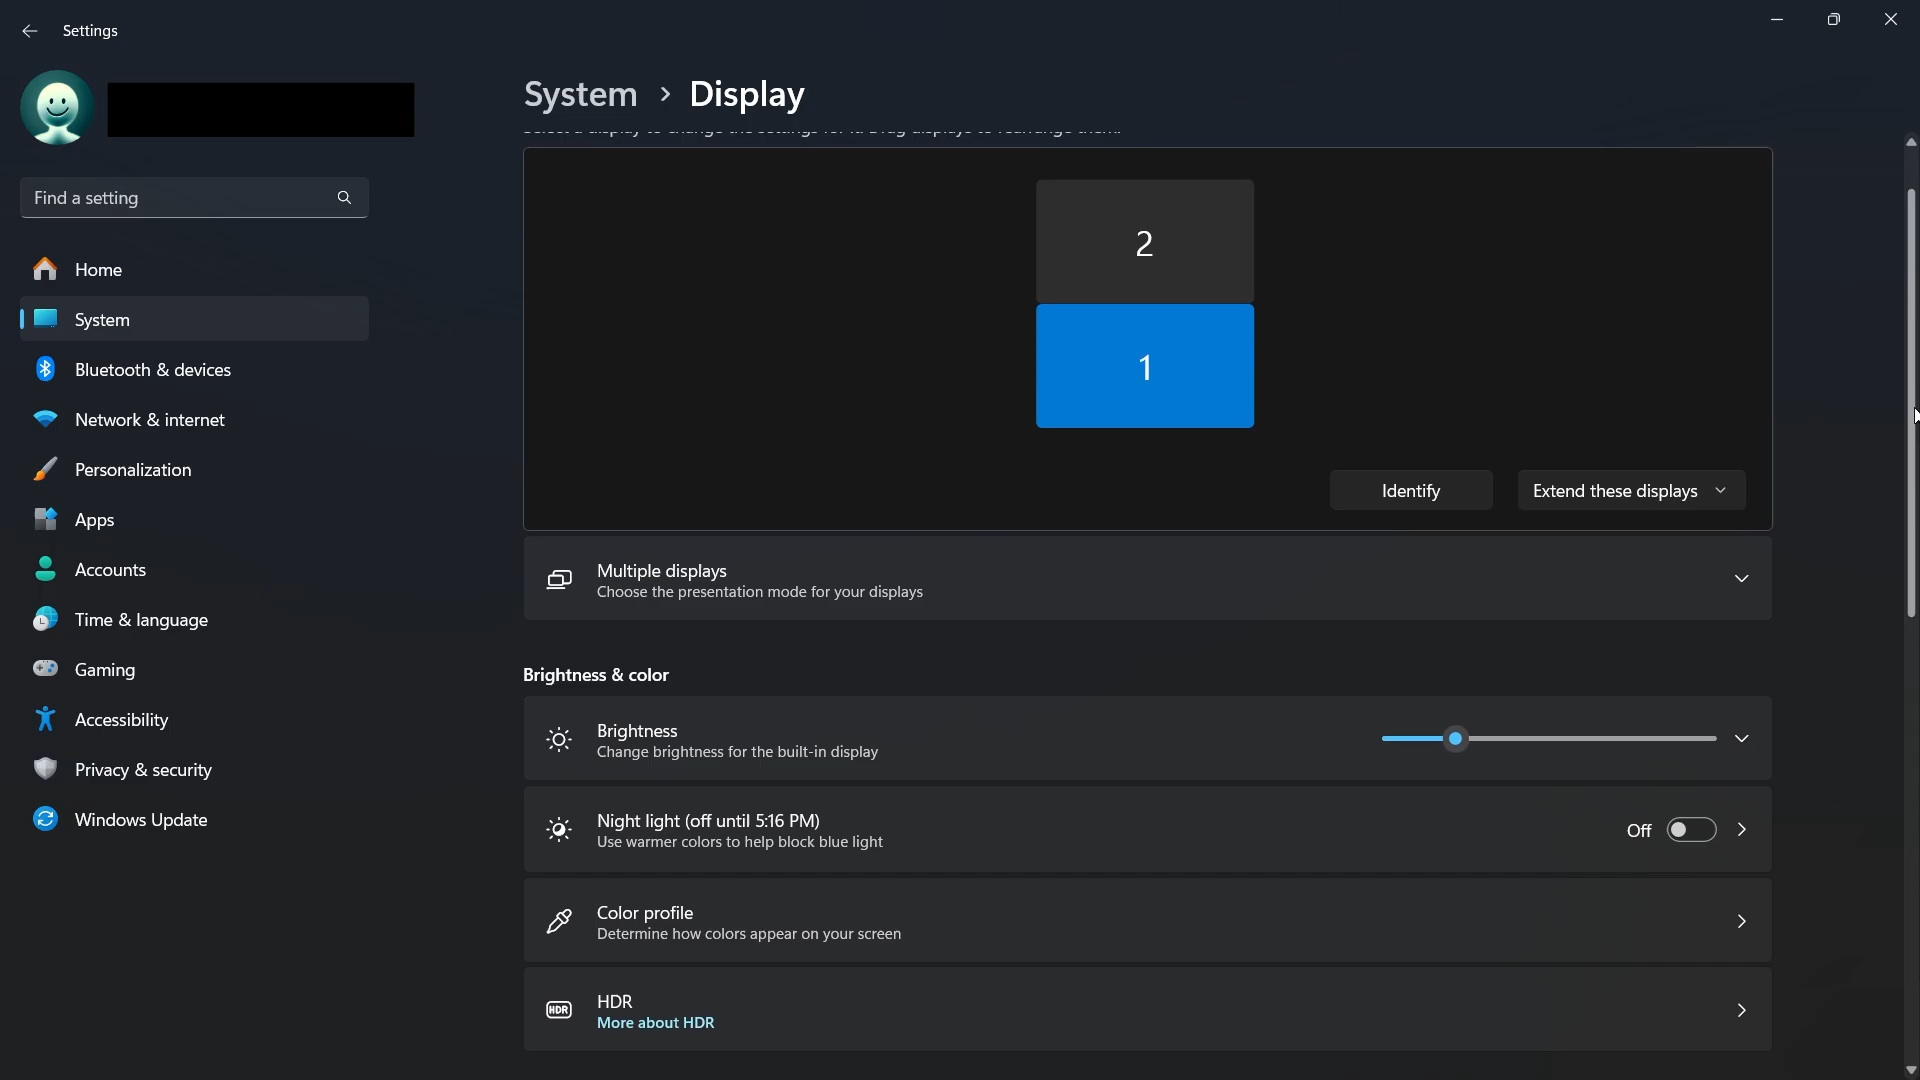 Settings
System > Display
Find a setting
Home
System
Bluetooth & devices
Network & internet
Personalization
Apps
Accounts
Time & language
Gaming
Accessibility
Privacy & security
Windows Update
2
1
Identify
Extend these displays
Multiple displays
Choose the presentation mode for your displays
Brightness & color
Brightness
Change brightness for the built-in display
Night light (off until 5:16 PM)
Use warmer colors to help block blue light
Off
Color profile
Determine how colors appear on your screen
HDR
HDR
More about HDR